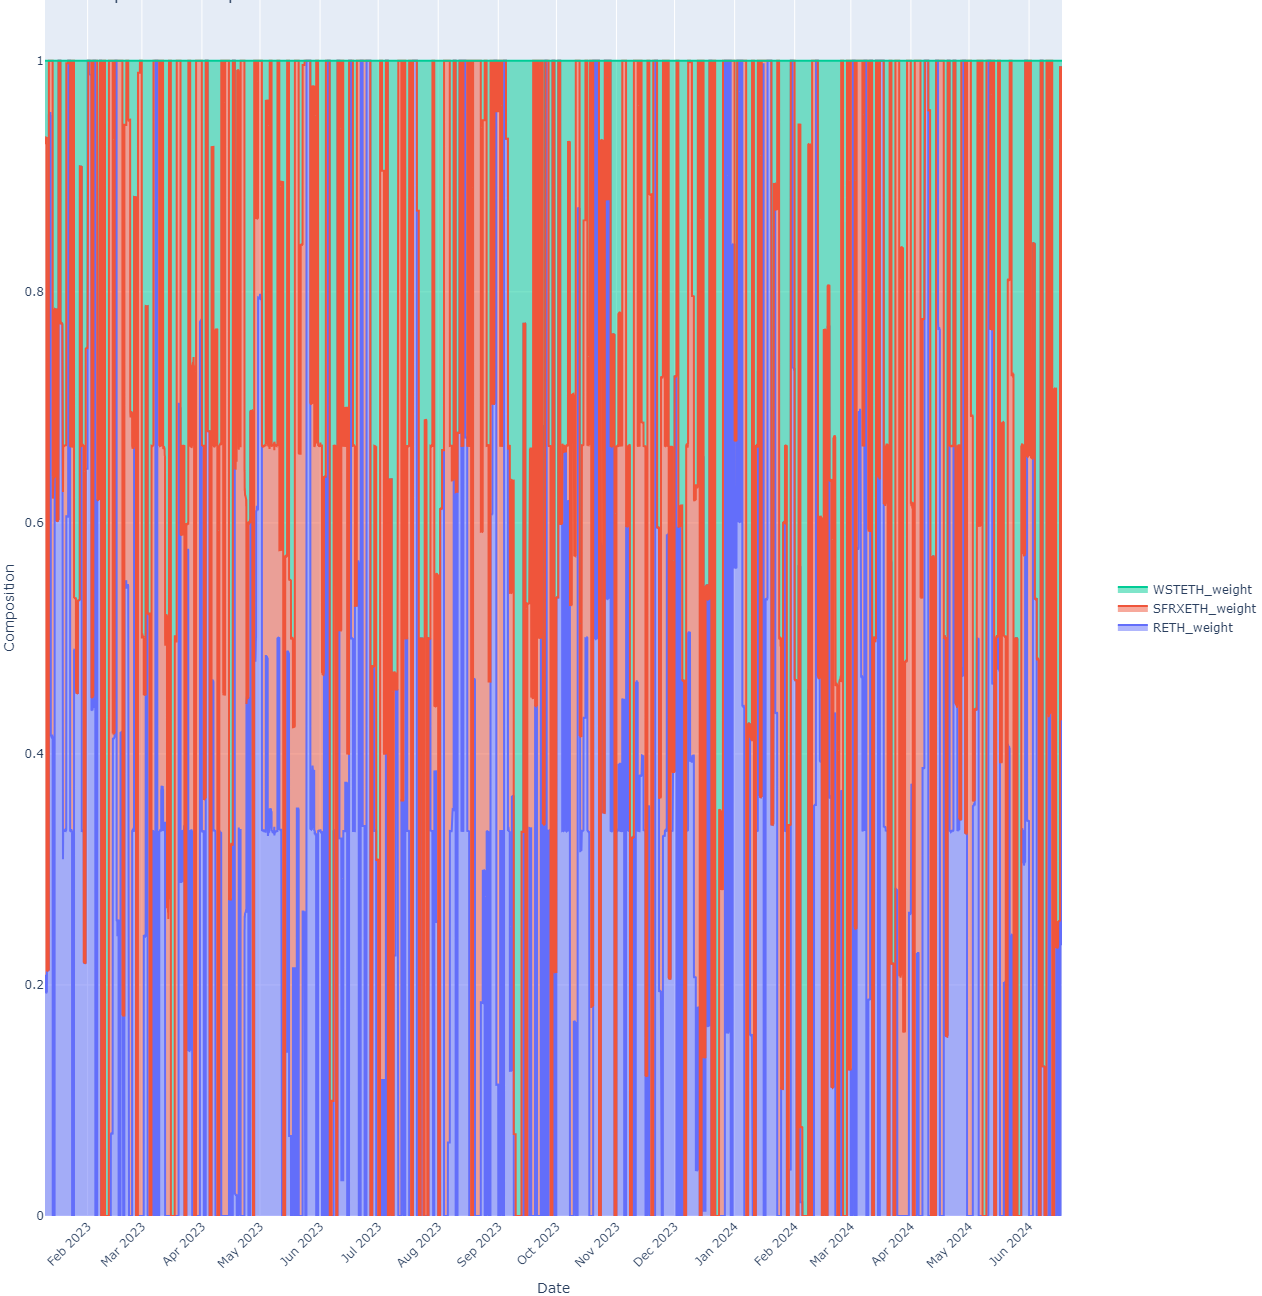 1
0.8
0.6
0.4
0.2
0
Composition
Feb 2023
Mar 2023
Apr 2023
May 2023
Jun 2023
Jul 2023
Aug 2023
Sep 2023
Oct 2023
Nov 2023
Dec 2023
Jan 2024
Feb 2024
Mar 2024
Apr 2024
May 2024
Jun 2024
Date
WSTETH_weight
SFRXETH_weight
RETH_weight